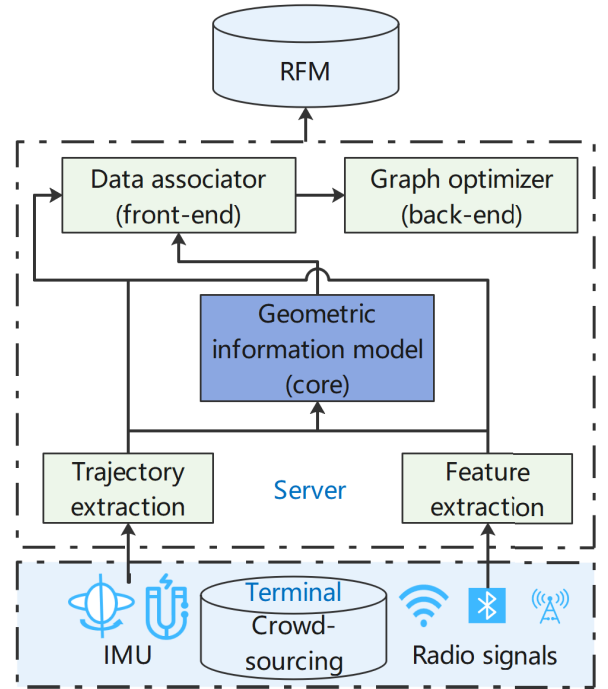 RFM
Data associator
(front-end)
Graph optimizer
(back-end)
Geometric
information model
(core)
Trajectory
extraction
Server
Feature
extraction
Terminal
Crowd-
sourcing
IMU
Radio signals